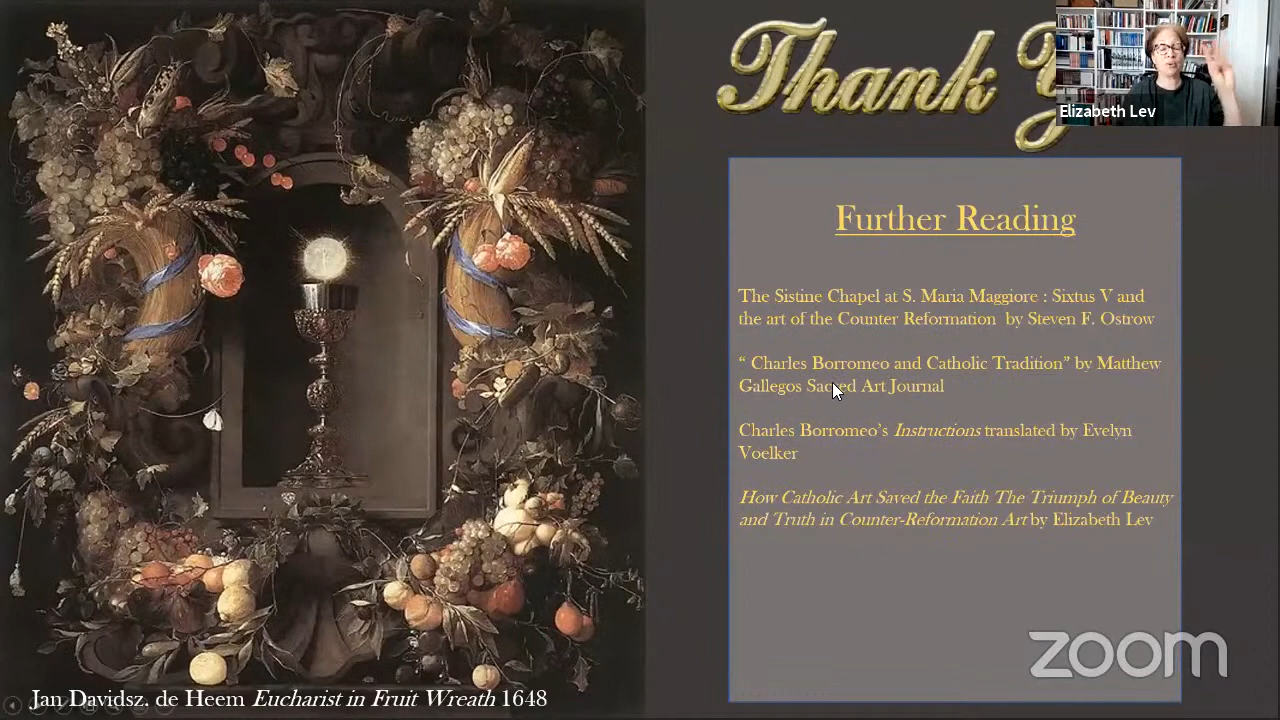 Thank Y
Elizabeth Lev
Further Reading
The Sistine Chapel at S. Maria Maggiore : Sixtus V and
the art of the Counter Reformation by Steven F. Ostrow
“ Charles Borromeo and Catholic Tradition” by Matthew
Gallegos Sacred Art Journal
Charles Borromeo’s Instructions translated by Evelyn
Voelker
How Catholic Art Saved the Faith The Triumph of Beauty
and Truth in Counter-Reformation Art by Elizabeth Lev
zoom
Jan Davidsz. de Heem Eucharist in Fruit Wreath 1648